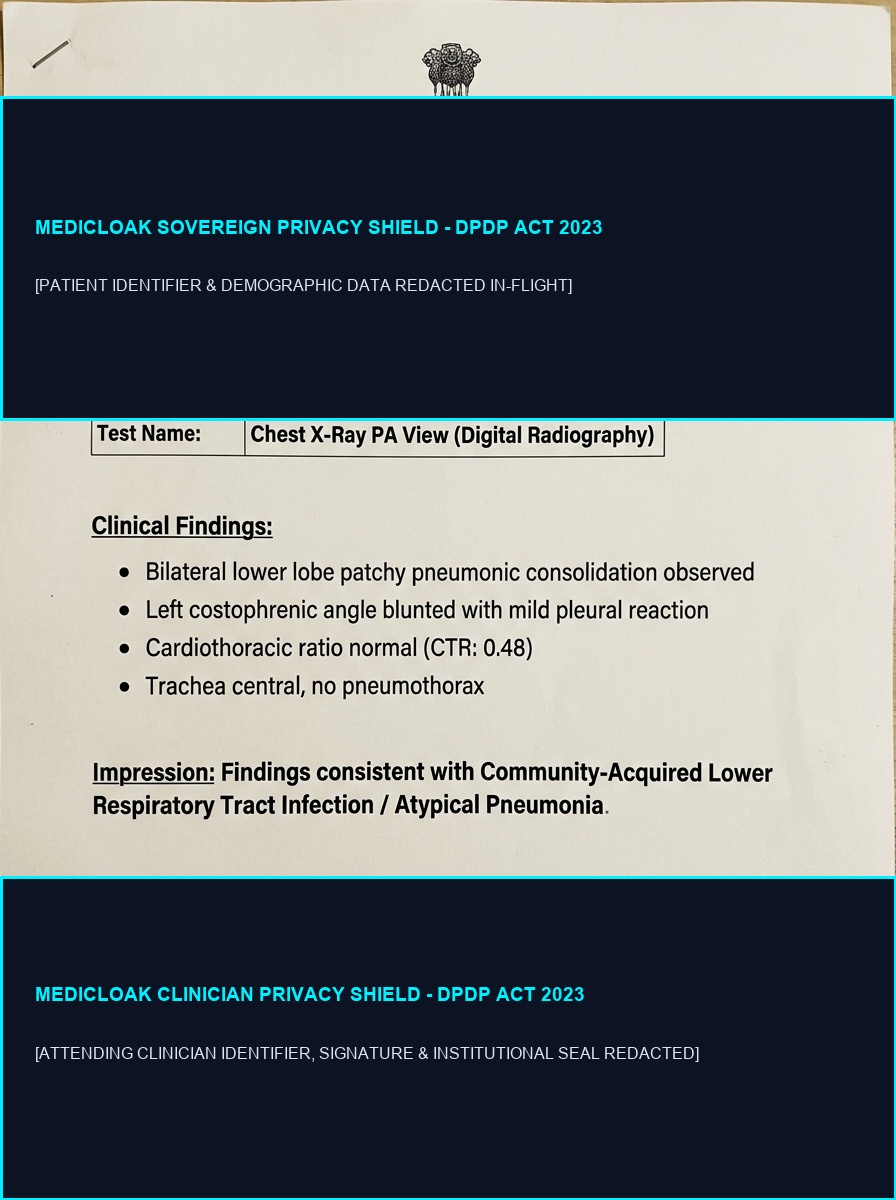 MEDICLOAK SOVEREIGN PRIVACY SHIELD - DPDP ACT 2023
[PATIENT IDENTIFIER & DEMOGRAPHIC DATA REDACTED IN-FLIGHT]
Test Name: Chest X-Ray PA View (Digital Radiography)
Clinical Findings:
• Bilateral lower lobe patchy pneumonic consolidation observed
• Left costophrenic angle blunted with mild pleural reaction
• Cardiothoracic ratio normal (CTR: 0.48)
• Trachea central, no pneumothorax
Impression: Findings consistent with Community-Acquired Lower
Respiratory Tract Infection / Atypical Pneumonia.
MEDICLOAK CLINICIAN PRIVACY SHIELD - DPDP ACT 2023
[ATTENDING CLINICIAN IDENTIFIER, SIGNATURE & INSTITUTIONAL SEAL REDACTED]